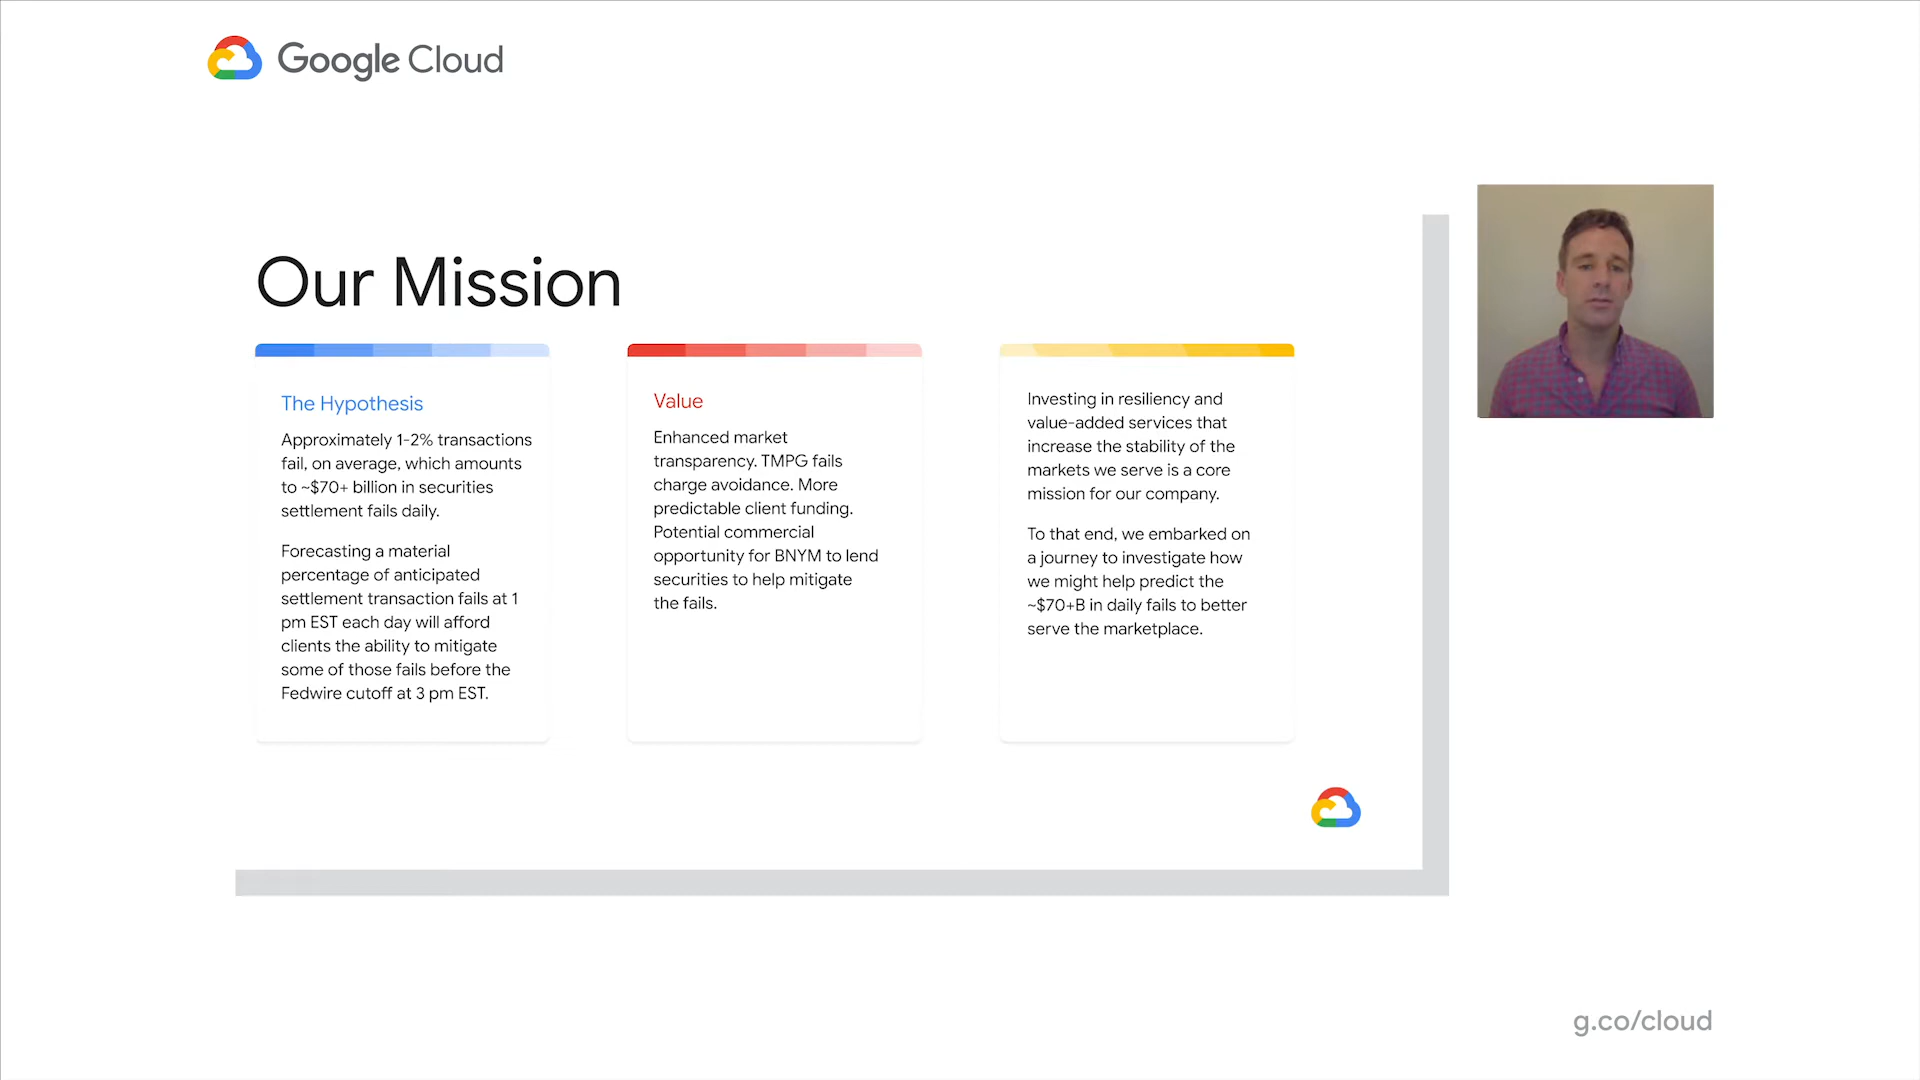 Google Cloud
Our Mission
The Hypothesis
Approximately 1-2% transactions
fail, on average, which amounts
to ~$70+ billion in securities
settlement fails daily.
Forecasting a material
percentage of anticipated
settlement transaction fails at 1
pm EST each day will afford
clients the ability to mitigate
some of those fails before the
Fedwire cutoff at 3 pm EST.
Value
Enhanced market
transparency. TMPG fails
charge avoidance. More
predictable client funding.
Potential commercial
opportunity for BNYM to lend
securities to help mitigate
the fails.
Investing in resiliency and
value-added services that
increase the stability of the
markets we serve is a core
mission for our company.
To that end, we embarked on
a journey to investigate how
we might help predict the
~$70+B in daily fails to better
serve the marketplace.
g.co/cloud